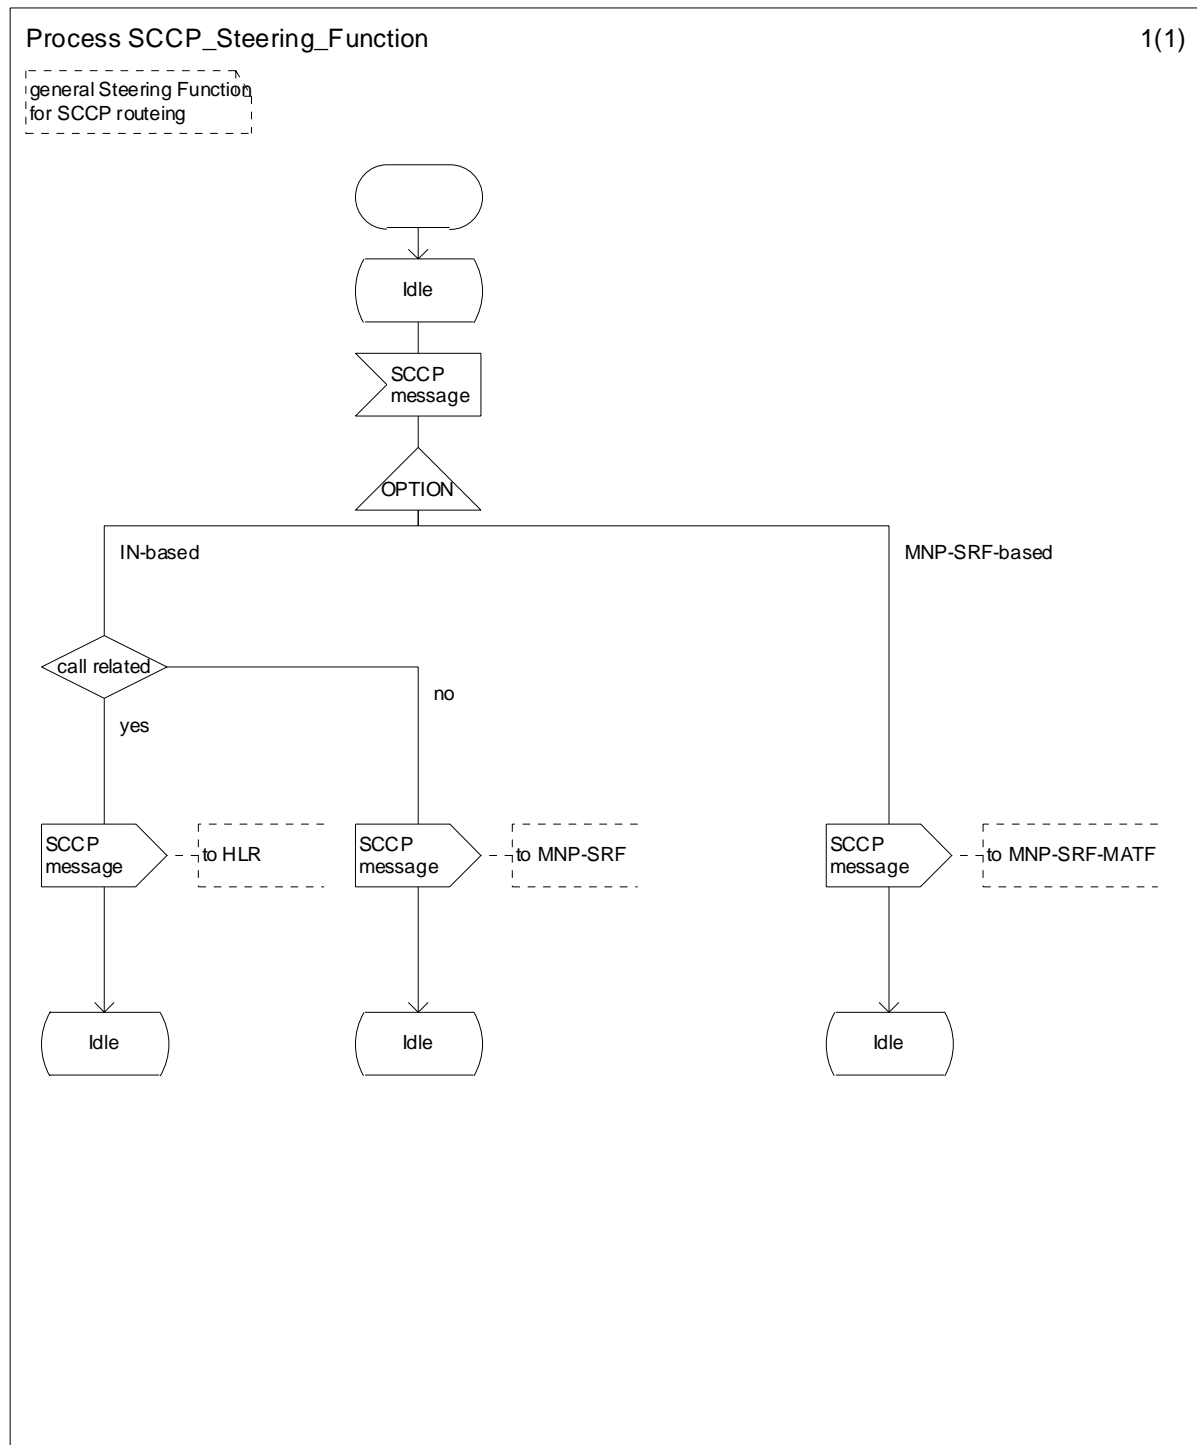 Process SCCP_Steering_Function
1(1)
general Steering Function
for SCCP routeing
Idle
SCCP
message
OPTION
IN-based
MNP-SRF-based
call related
no
yes
SCCP
message
to HLR
SCCP
message
to MNP-SRF
SCCP
message
to MNP-SRF-MATF
Idle
Idle
Idle